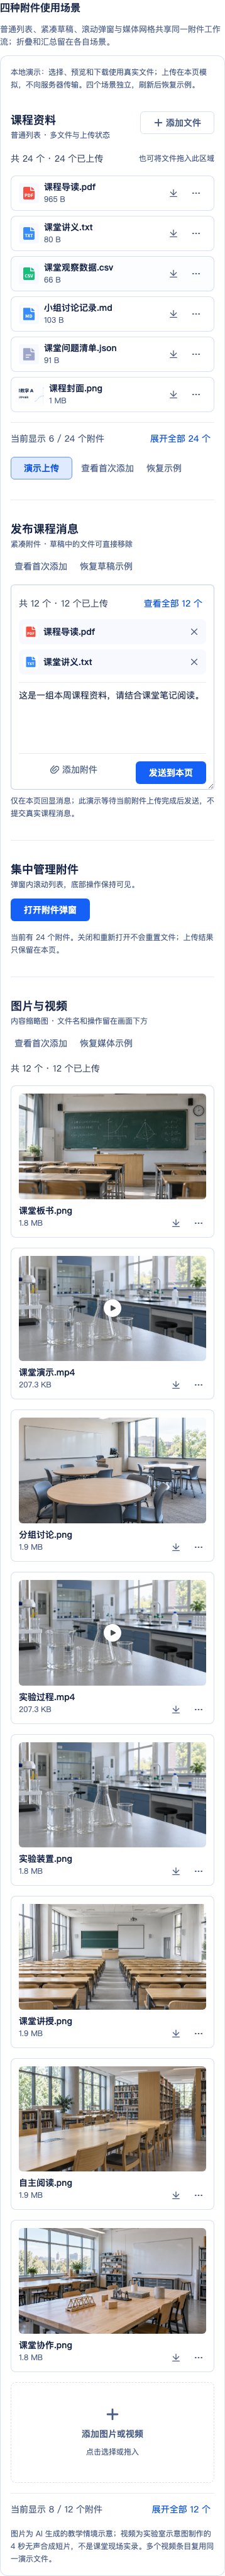 四种附件使用场景
普通列表、紧凑草稿、滚动弹窗与媒体网格共享同一附件工作
流；折叠和汇总留在各自场景。
本地演示：选择、预览和下载使用真实文件；上传在本页模
拟，不向服务器传输。四个场景独立，刷新后恢复示例。
课程资料
普通列表 · 多文件与上传状态
添加文件
共 24 个 · 24 个已上传
也可将文件拖入此区域
课程导读.pdf
965 B
课堂讲义.txt
80 B
课堂观察数据.csv
66 B
小组讨论记录.md
103 B
课堂问题清单.json
91 B
课程封面.png
1 MB
当前显示 6 / 24 个附件
展开全部 24 个
演示上传
查看首次添加
恢复示例
发布课程消息
紧凑附件 · 草稿中的文件可直接移除
查看首次添加
恢复草稿示例
共 12 个 · 12 个已上传
查看全部 12 个
课程导读.pdf
课堂讲义.txt
这是一组本周课程资料，请结合课堂笔记阅读。
添加附件
发送到本页
仅在本页回显消息；此演示等待当前附件上传完成后发送，不
提交真实课程消息。
集中管理附件
弹窗内滚动列表，底部操作保持可见。
打开附件弹窗
当前有 24 个附件。关闭和重新打开不会重置文件；上传结果
只保留在本页。
图片与视频
内容缩略图 · 文件名和操作留在画面下方
查看首次添加
恢复媒体示例
共 12 个 · 12 个已上传
课堂板书.png
1.8 MB
课堂演示.mp4
207.3 KB
分组讨论.png
1.9 MB
实验过程.mp4
207.3 KB
实验装置.png
1.8 MB
课堂讲授.png
1.9 MB
自主阅读.png
1.9 MB
课堂协作.png
1.8 MB
添加图片或视频
点击选择或拖入
当前显示 8 / 12 个附件
展开全部 12 个
图片为 AI 生成的教学情境示意；视频为实验室示意图制作的
4 秒无声合成短片，不是课堂现场实录。多个视频条目复用同
一演示文件。